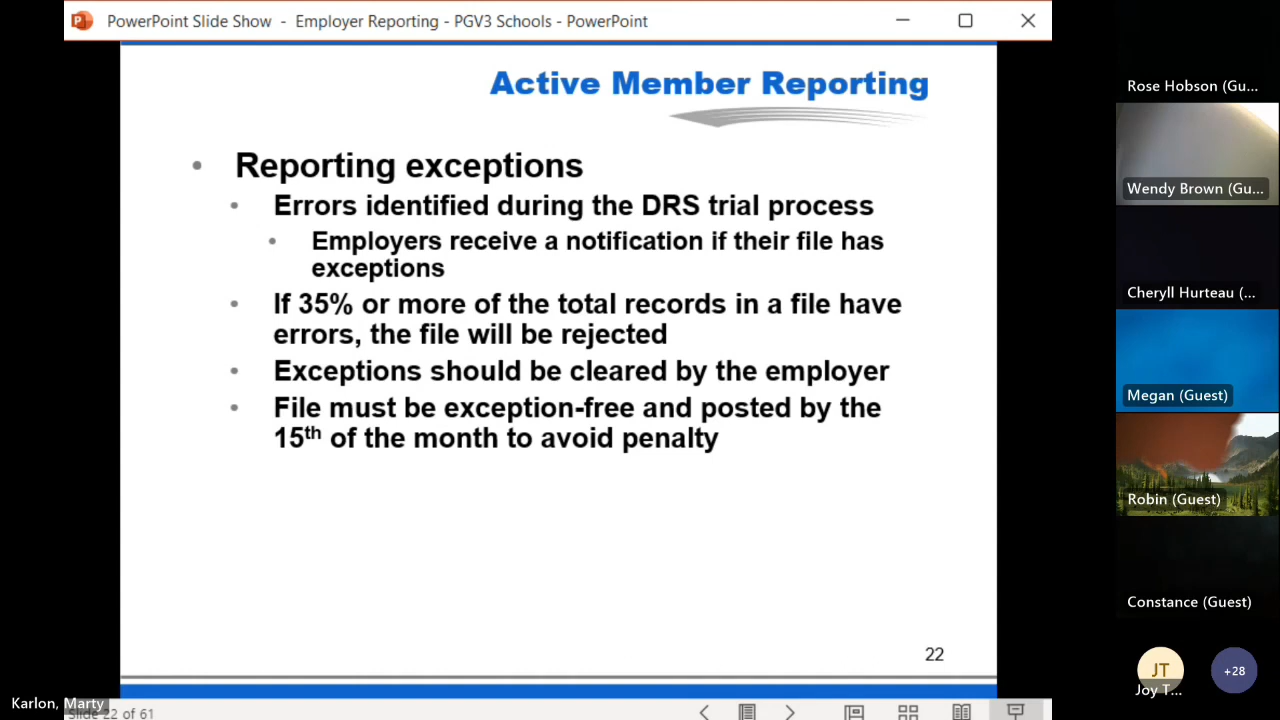 PowerPoint Slide Show - Employer Reporting - PGV3 Schools - PowerPoint
Active Member Reporting
• Reporting exceptions
• Errors identified during the DRS trial process
• Employers receive a notification if their file has
exceptions
• If 35% or more of the total records in a file have
errors, the file will be rejected
• Exceptions should be cleared by the employer
• File must be exception-free and posted by the
15th of the month to avoid penalty
22
Slide 22 of 61
Karlon, Marty
Rose Hobson (Gu...
Wendy Brown (Gu...
Cheryll Hurteau (...
Megan (Guest)
Robin (Guest)
Constance (Guest)
JT
Joy T...
+28